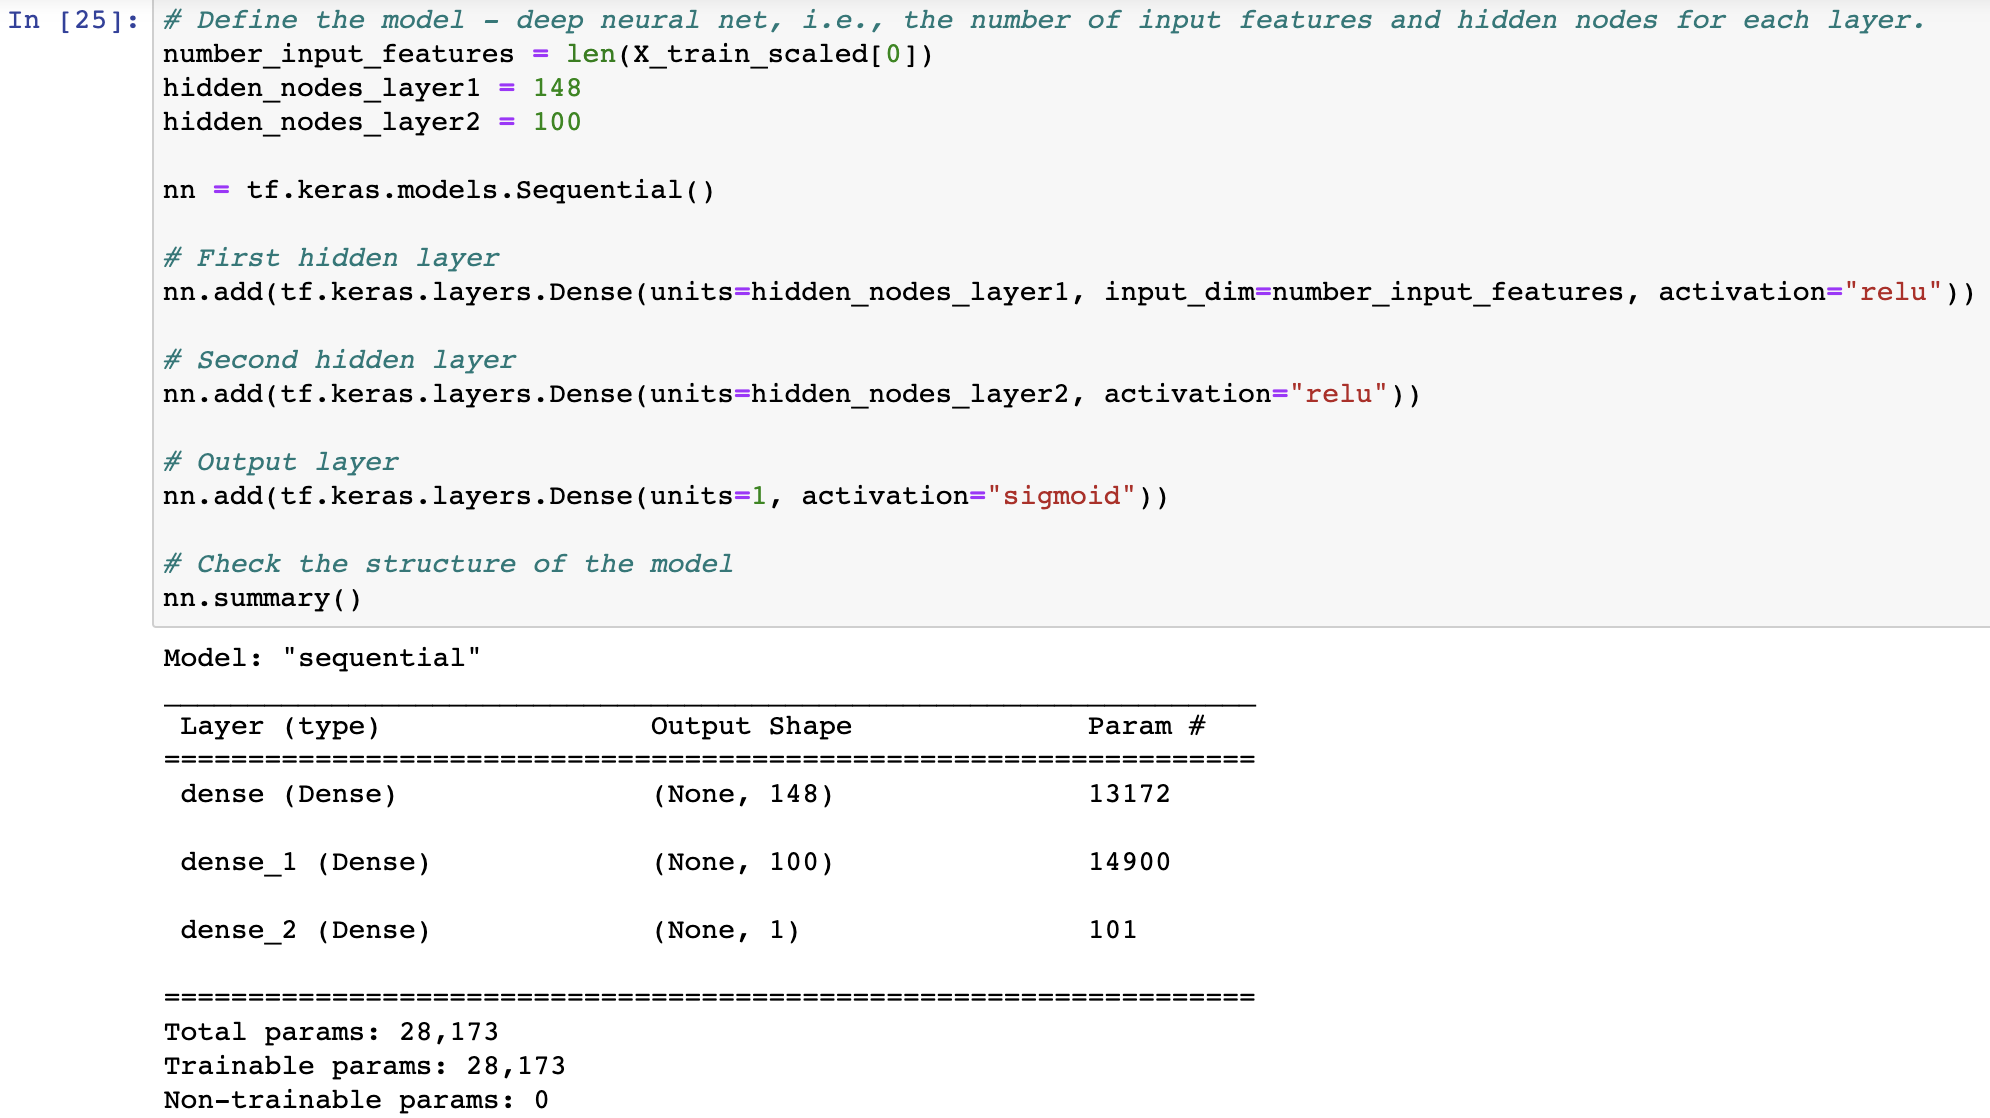 In [25]: # Define the model - deep neural net, i.e., the number of input features and hidden nodes for each layer.
number_input_features = len(X_train_scaled[0])
hidden_nodes_layer1 = 148
hidden_nodes_layer2 = 100
nn = tf.keras.models.Sequential()
# First hidden layer
nn.add(tf.keras.layers.Dense(units=hidden_nodes_layer1, input_dim=number_input_features, activation="relu"))
# Second hidden layer
nn.add(tf.keras.layers.Dense(units=hidden_nodes_layer2, activation="relu"))
# Output layer
nn.add(tf.keras.layers.Dense(units=1, activation="sigmoid"))
# Check the structure of the model
nn.summary()
Model: "sequential"
_________________________________________________________________
Layer (type) Output Shape Param #
=================================================================
dense (Dense) (None, 148) 13172
dense_1 (Dense) (None, 100) 14900
dense_2 (Dense) (None, 1) 101
=================================================================
Total params: 28,173
Trainable params: 28,173
Non-trainable params: 0